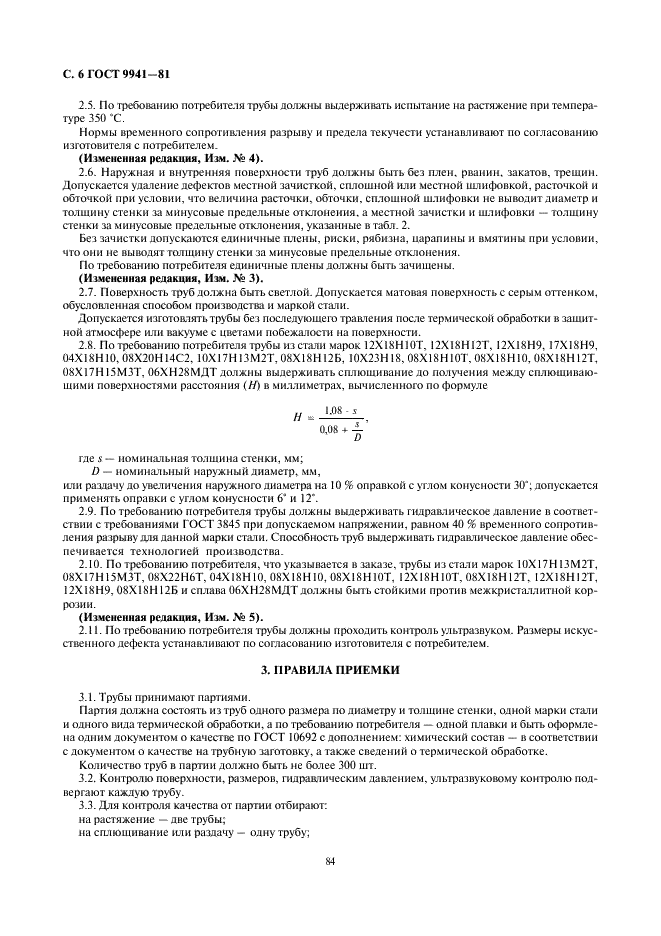 С. 6 ГОСТ 9941—81
2.5. По требованию потребителя трубы должны выдерживать испытание на растяжение при темпера-
туре 350 °С.
Нормы временного сопротивления разрыву и предела текучести устанавливают по согласованию
изготовителя с потребителем.
(Измененная редакция, Изм. № 4).
2.6. Наружная и внутренняя поверхности труб должны быть без плен, рванин, закатов, трещин.
Допускается удаление дефектов местной зачисткой, сплошной или местной шлифовкой, расточкой и
обточкой при условии, что величина расточки, обточки, сплошной шлифовки не выводит диаметр и
толщину стенки за минусовые предельные отклонения, а местной зачистки и шлифовки — толщину
стенки за минусовые предельные отклонения, указанные в табл. 2.
Без зачистки допускаются единичные плены, риски, рябизна, царапины и вмятины при условии,
что они не выводят толщину стенки за минусовые предельные отклонения.
По требованию потребителя единичные плены должны быть зачищены.
(Измененная редакция, Изм. № 3).
2.7. Поверхность труб должна быть светлой. Допускается матовая поверхность с серым оттенком,
обусловленная способом производства и маркой стали.
Допускается изготовлять трубы без последующего травления после термической обработки в защит-
ной атмосфере или вакууме с цветами побежалости на поверхности.
2.8. По требованию потребителя трубы из стали марок 12Х18Н10Т, 12Х18Н12Т, 12Х18Н9, 17Х18Н9,
04Х18Н10, 08Х20Н14С2, 10Х17Н13М2Т, 08Х18Н12Б, 10Х23Н18, 08Х18Н10Т, 08Х18Н10, 08Х18Н12Т,
08Х17Н15М3Т, 06ХН28МДТ должны выдерживать сплющивание до получения между сплющиваю-
щими поверхностями расстояния (H) в миллиметрах, вычисленного по формуле
H = 1,08 · s / (0,08 + s/D),
где s — номинальная толщина стенки, мм;
D — номинальный наружный диаметр, мм,
или раздачу до увеличения наружного диаметра на 10 % оправкой с углом конусности 30°; допускается
применять оправки с углом конусности 6° и 12°.
2.9. По требованию потребителя трубы должны выдерживать гидравлическое давление в соответ-
ствии с требованиями ГОСТ 3845 при допускаемом напряжении, равном 40 % временного сопротив-
ления разрыву для данной марки стали. Способность труб выдерживать гидравлическое давление обес-
печивается технологией производства.
2.10. По требованию потребителя, что указывается в заказе, трубы из стали марок 10Х17Н13М2Т,
08Х17Н15М3Т, 08Х22Н6Т, 04Х18Н10, 08Х18Н10, 08Х18Н10Т, 12Х18Н10Т, 08Х18Н12Т, 12Х18Н12Т,
12Х18Н9, 08Х18Н12Б и сплава 06ХН28МДТ должны быть стойкими против межкристаллитной кор-
розии.
(Измененная редакция, Изм. № 5).
2.11. По требованию потребителя трубы должны проходить контроль ультразвуком. Размеры искус-
ственного дефекта устанавливают по согласованию изготовителя с потребителем.
3. ПРАВИЛА ПРИЕМКИ
3.1. Трубы принимают партиями.
Партия должна состоять из труб одного размера по диаметру и толщине стенки, одной марки стали
и одного вида термической обработки, а по требованию потребителя — одной плавки и быть оформле-
на одним документом о качестве по ГОСТ 10692 с дополнением: химический состав — в соответствии
с документом о качестве на трубную заготовку, а также сведений о термической обработке.
Количество труб в партии должно быть не более 300 шт.
3.2. Контролю поверхности, размеров, гидравлическим давлением, ультразвуковому контролю под-
вергают каждую трубу.
3.3. Для контроля качества от партии отбирают:
на растяжение — две трубы;
на сплющивание или раздачу — одну трубу;
84